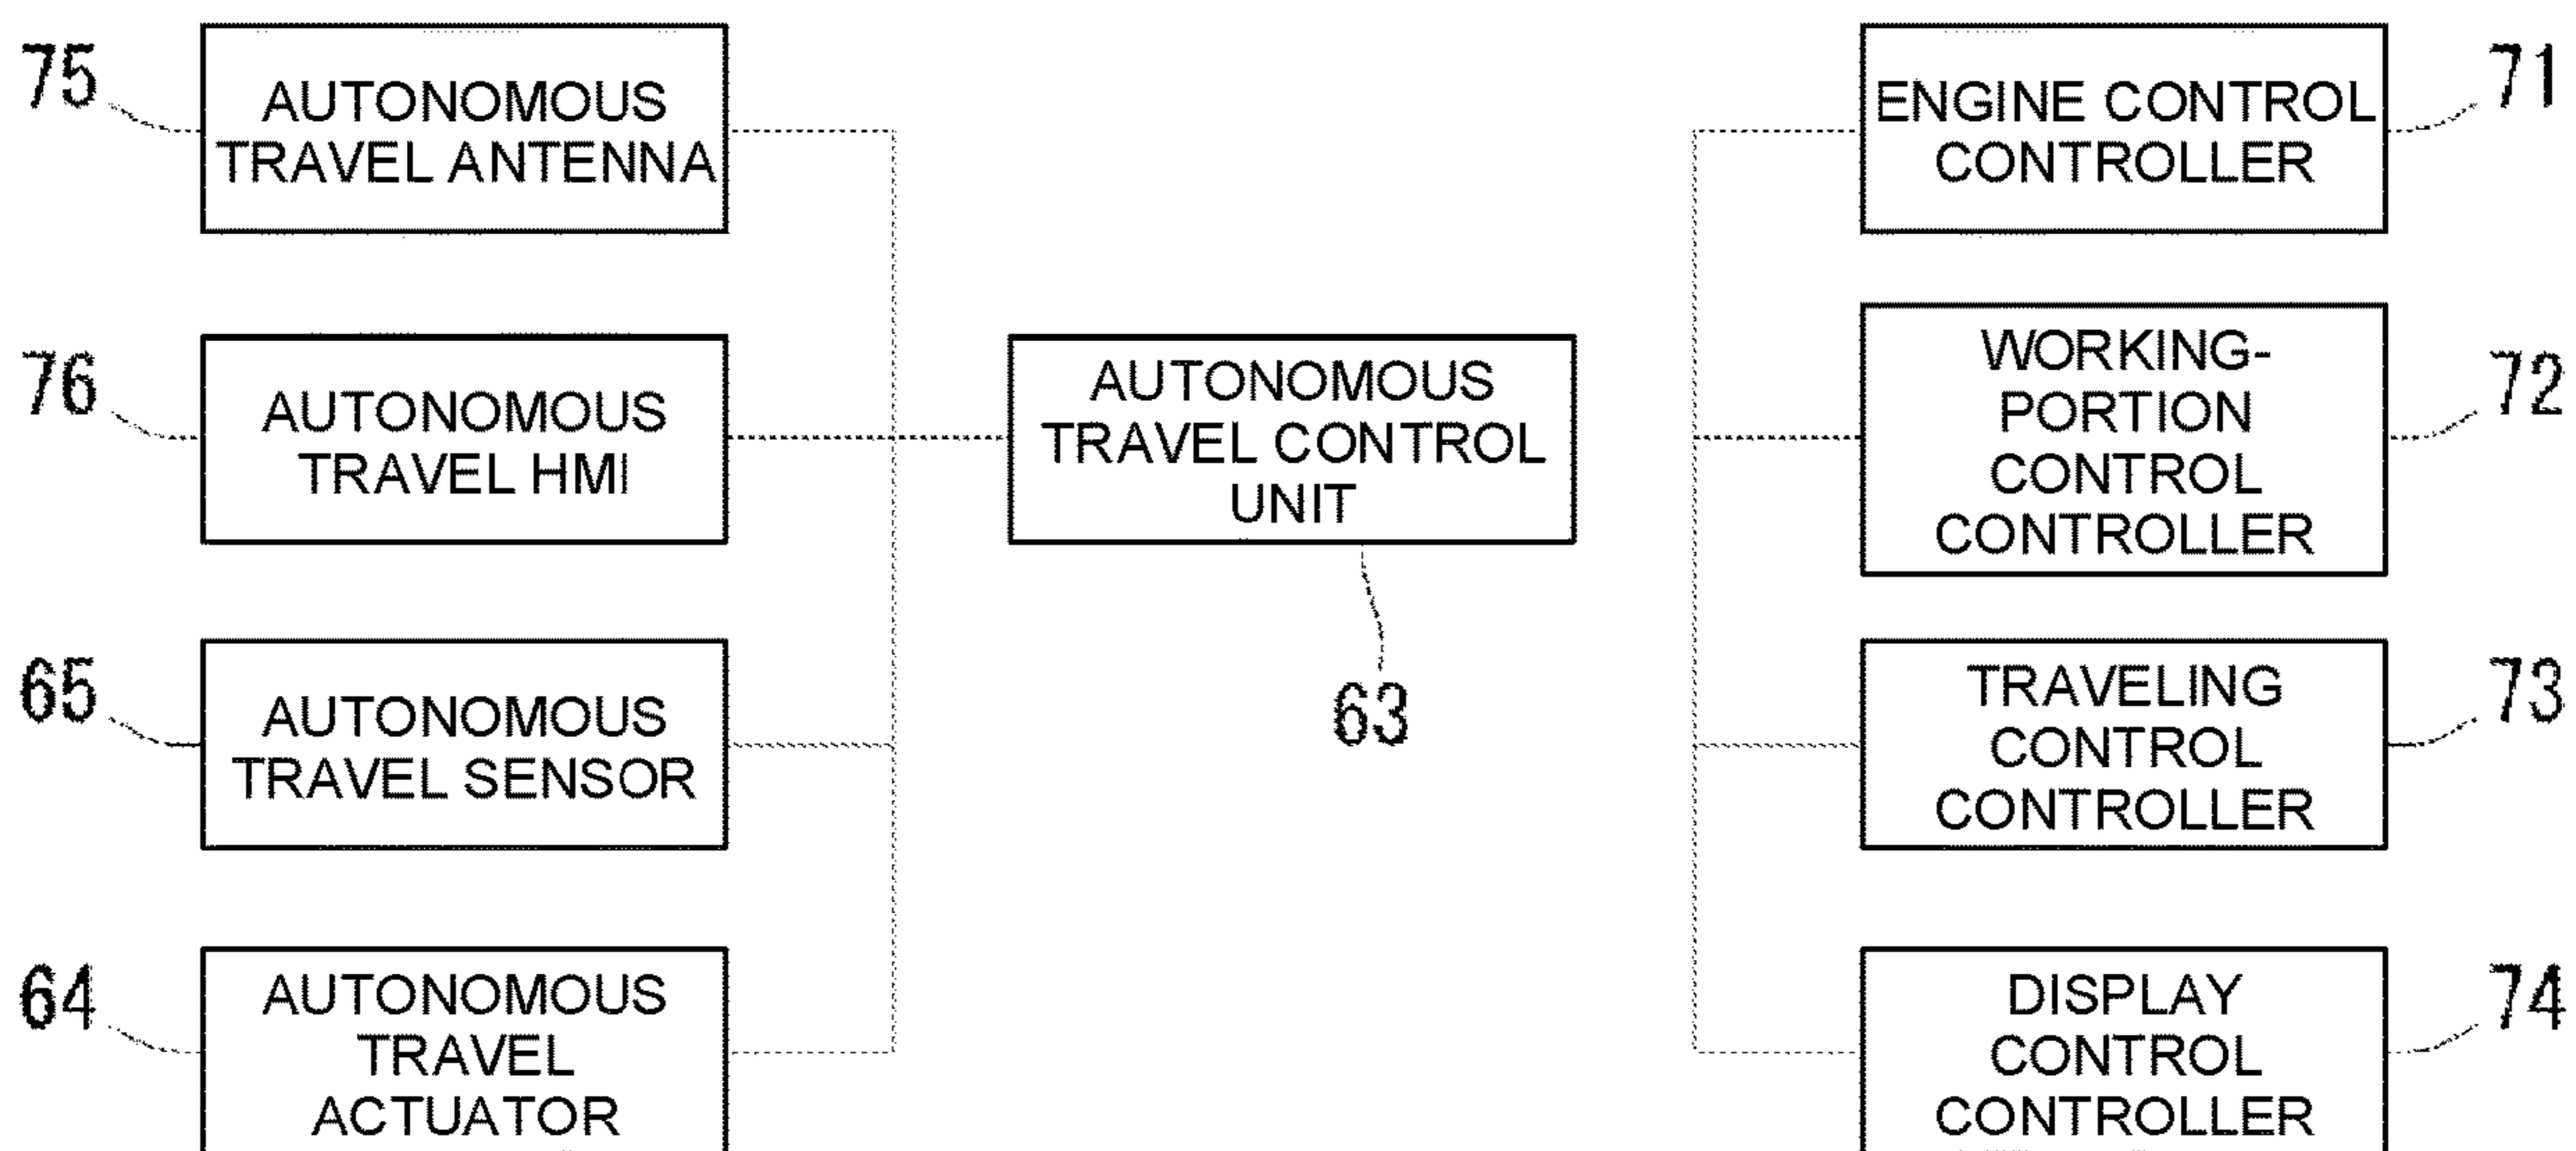 75
AUTONOMOUS
TRAVEL ANTENNA
76
AUTONOMOUS
TRAVEL HMI
65
AUTONOMOUS
TRAVEL SENSOR
64
AUTONOMOUS
TRAVEL
ACTUATOR
AUTONOMOUS
TRAVEL CONTROL
UNIT
63
ENGINE CONTROL
CONTROLLER
71
WORKING-
PORTION
CONTROL
CONTROLLER
72
TRAVELING
CONTROL
CONTROLLER
73
DISPLAY
CONTROL
CONTROLLER
74